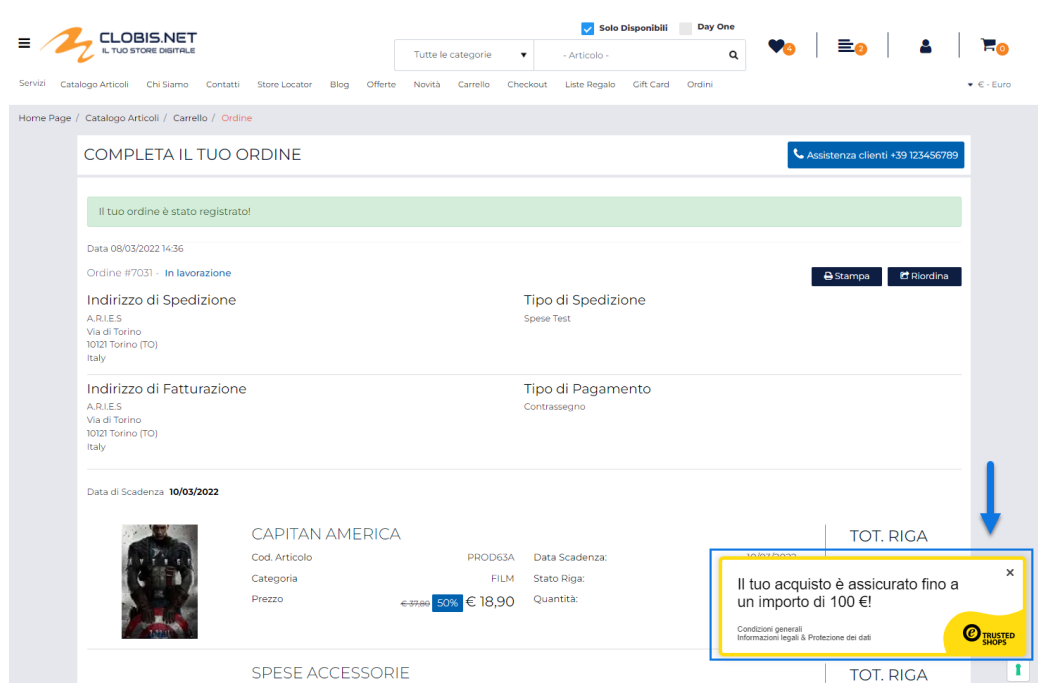 CLOBIS.NET
IL TUO STORE DIGITALE
Solo Disponibili Day One
Tutte le categorie - Articolo -
4 2 0
Servizi Catalogo Articoli Chi Siamo Contatti Store Locator Blog Offerte Novità Carrello Checkout Liste Regalo Gift Card Ordini € - Euro
Home Page / Catalogo Articoli / Carrello / Ordine
COMPLETA IL TUO ORDINE
Assistenza clienti +39 123456789
Il tuo ordine è stato registrato!
Data 08/03/2022 14:36
Ordine #7031 - In lavorazione
Stampa Riordina
Indirizzo di Spedizione
A.R.I.E.S
Via di Torino
10121 Torino (TO)
Italy
Tipo di Spedizione
Spese Test
Indirizzo di Fatturazione
A.R.I.E.S
Via di Torino
10121 Torino (TO)
Italy
Tipo di Pagamento
Contrassegno
Data di Scadenza 10/03/2022
CAPITAN AMERICA
TOT. RIGA
Cod. Articolo PROD63A Data Scadenza: 10/03/2022
Categoria FILM Stato Riga:
Prezzo € 37,80 50% € 18,90 Quantità:
Il tuo acquisto è assicurato fino a
un importo di 100 €!
Condizioni generali
Informazioni legali & Protezione dei dati
TRUSTED
SHOPS
SPESE ACCESSORIE
TOT. RIGA